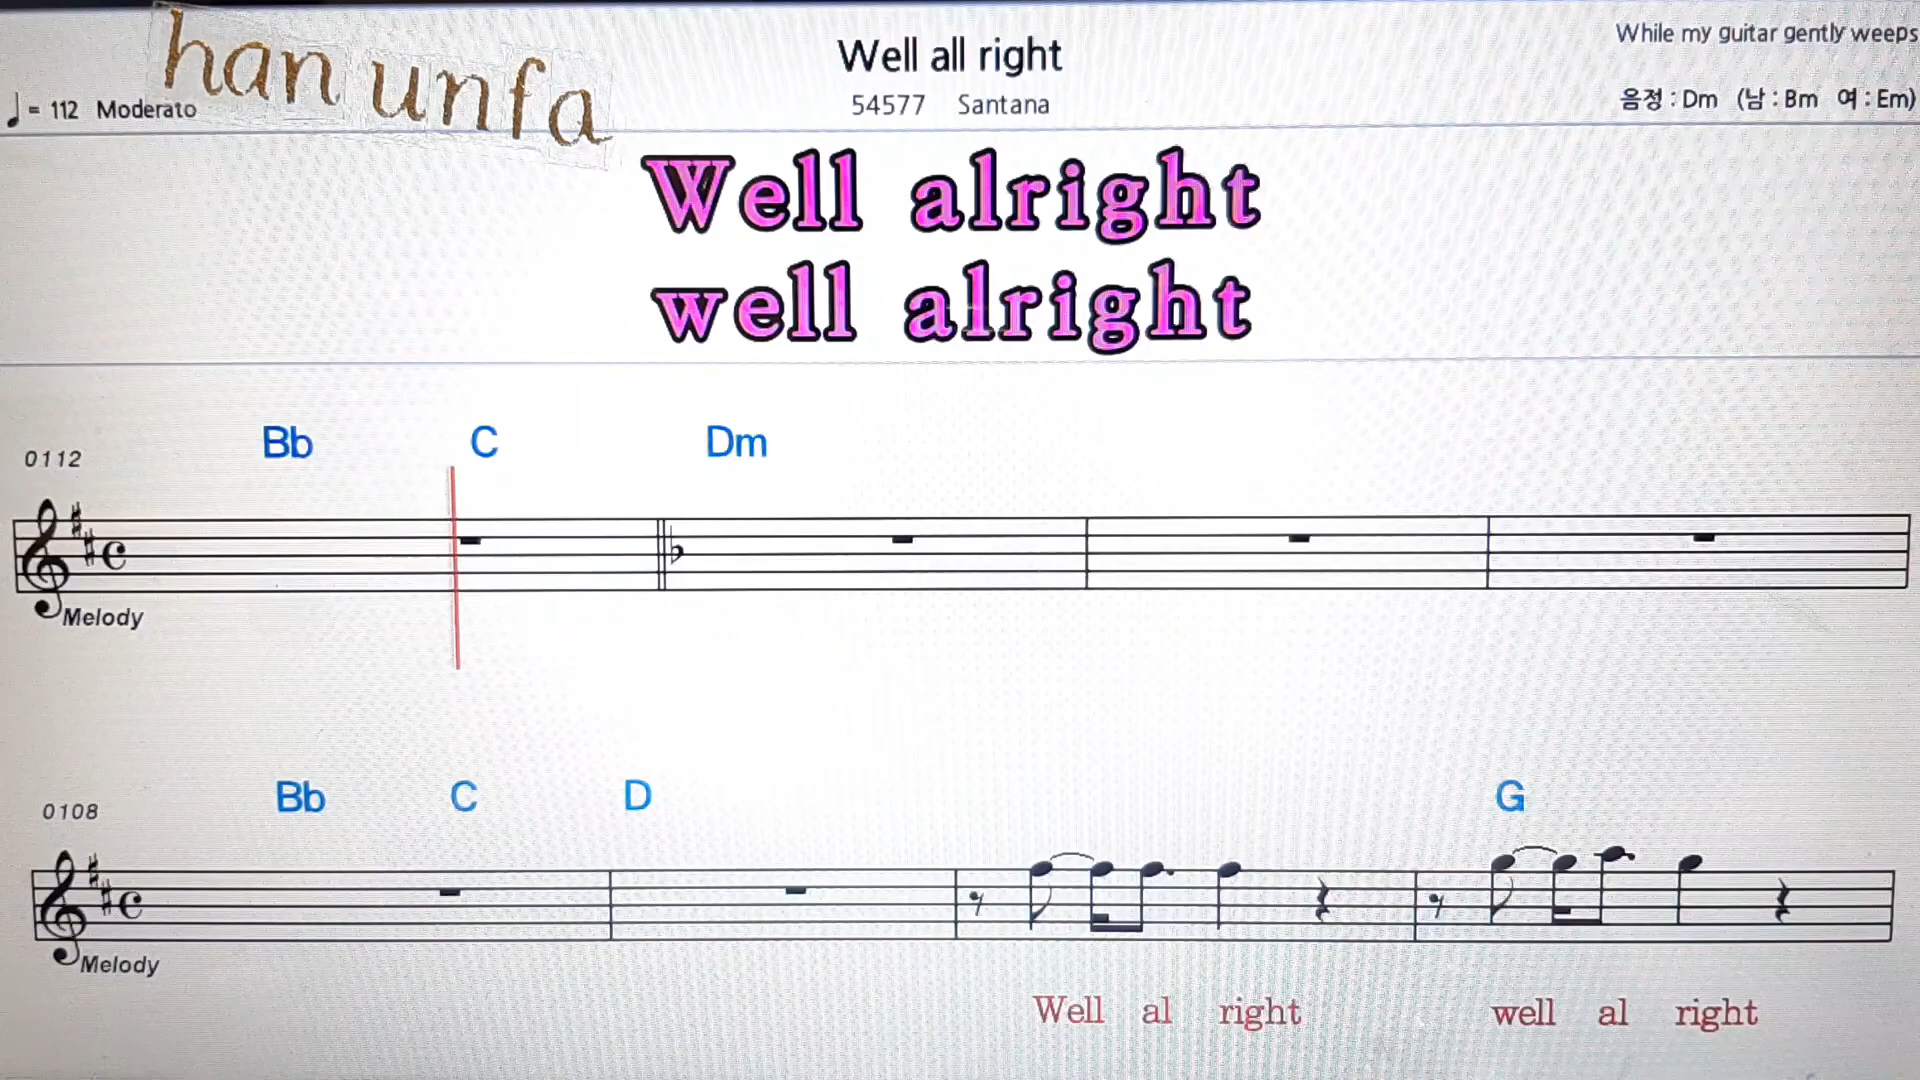 han unfa
Well all right
While my guitar gently weeps
♩= 112 Moderato
54577 Santana
음정 : Dm (남 : Bm 여 : Em)
Well alright
well alright
Bb C Dm
0112
Melody
Bb C D G
0108
Melody
Well al right well al right